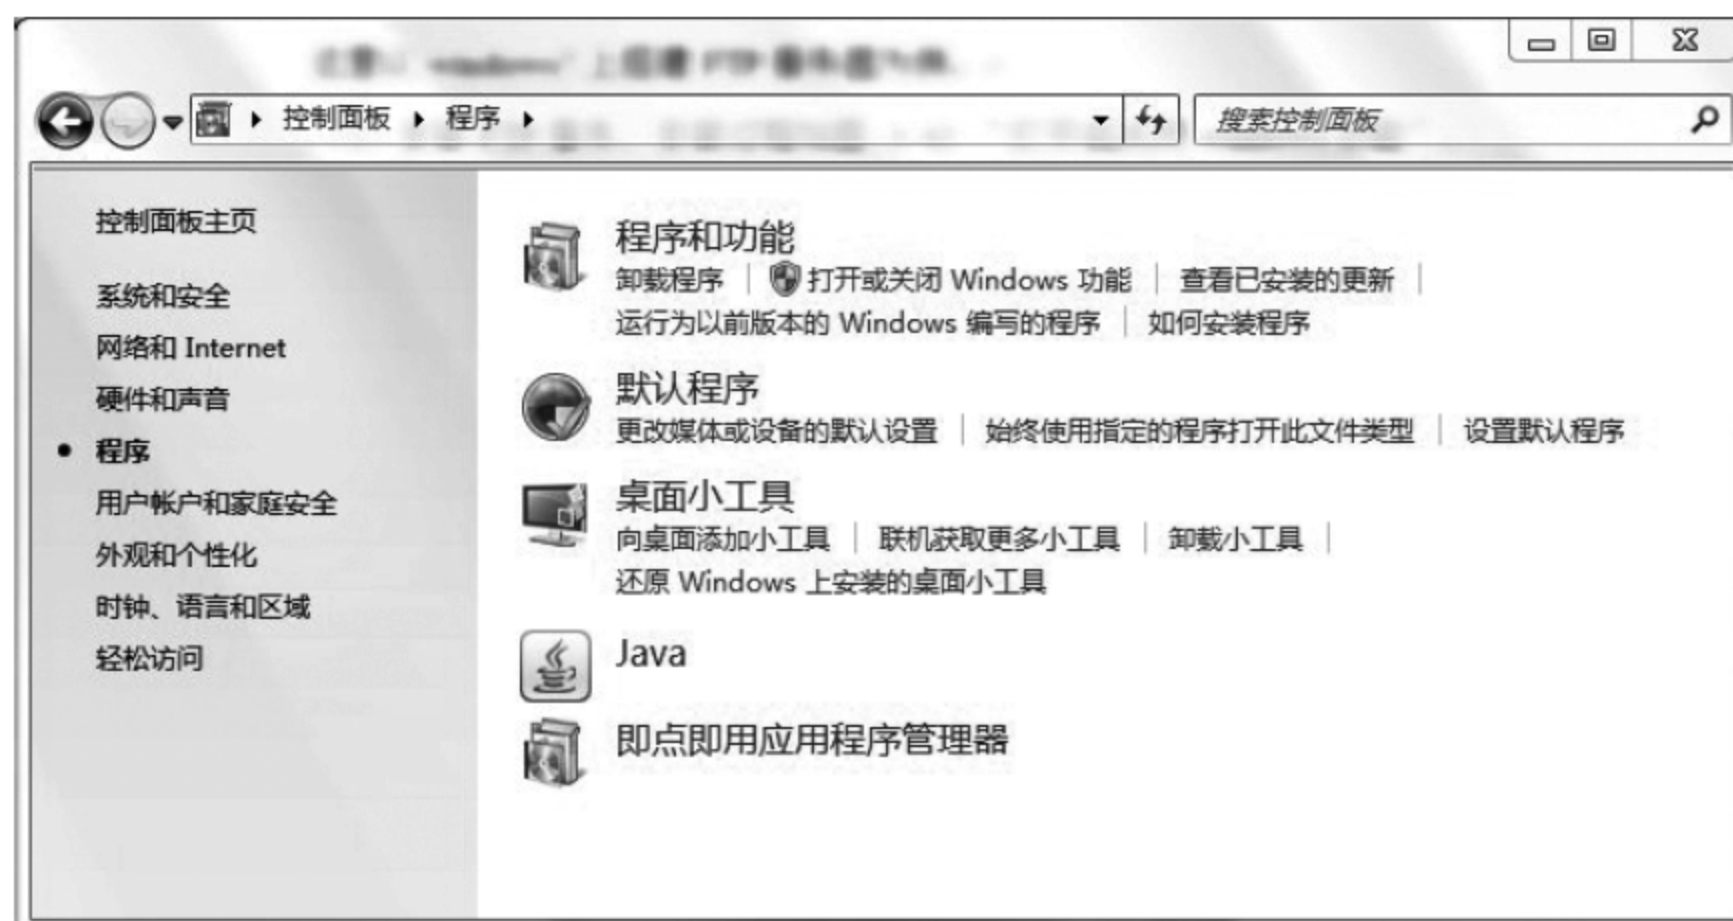 控制面板 程序
搜索控制面板
控制面板主页
系统和安全
网络和 Internet
硬件和声音
程序
用户帐户和家庭安全
外观和个性化
时钟、语言和区域
轻松访问
程序和功能
卸载程序 打开或关闭 Windows 功能 查看已安装的更新
运行为以前版本的 Windows 编写的程序 如何安装程序
默认程序
更改媒体或设备的默认设置 始终使用指定的程序打开此文件类型 设置默认程序
桌面小工具
向桌面添加小工具 联机获取更多小工具 卸载小工具
还原 Windows 上安装的桌面小工具
Java
即点即用应用程序管理器